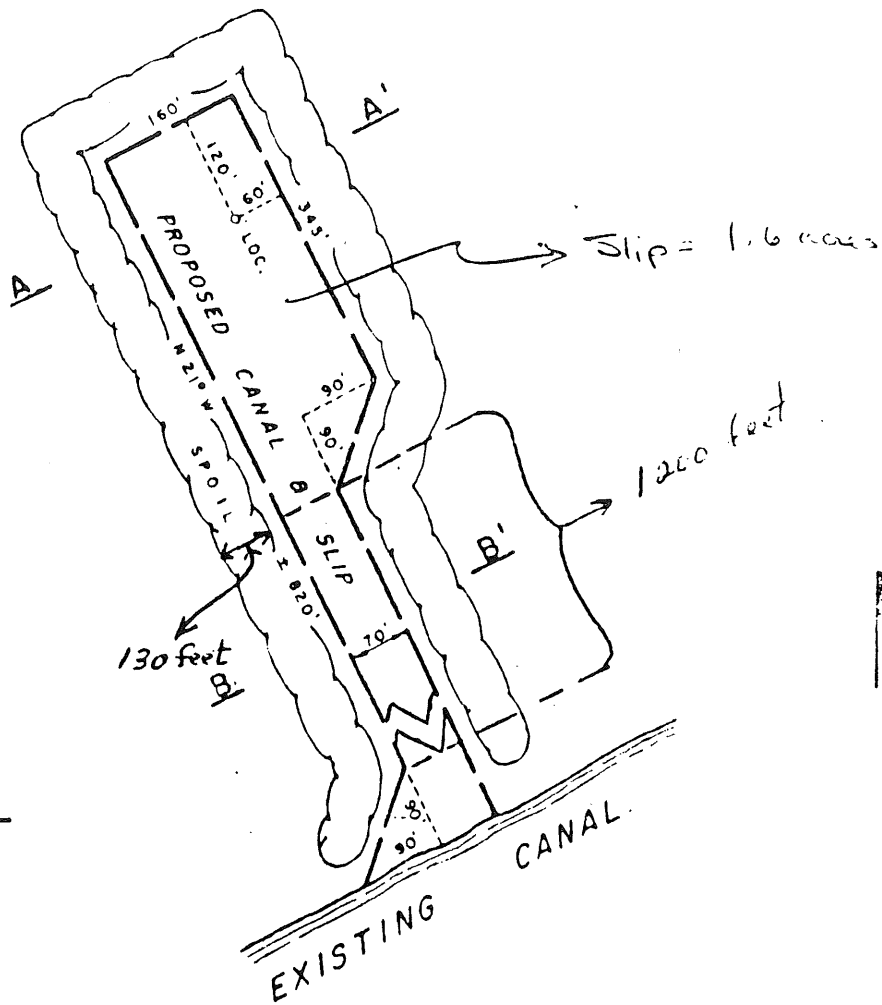 160'
A'
120'
60'
LOC.
345'
Slip = 1.6 acres
A
PROPOSED CANAL & SLIP
N 21° W
90'
90'
1200 feet
SPOIL
B'
820'
70'
130 feet
B
90'
90'
EXISTING CANAL.